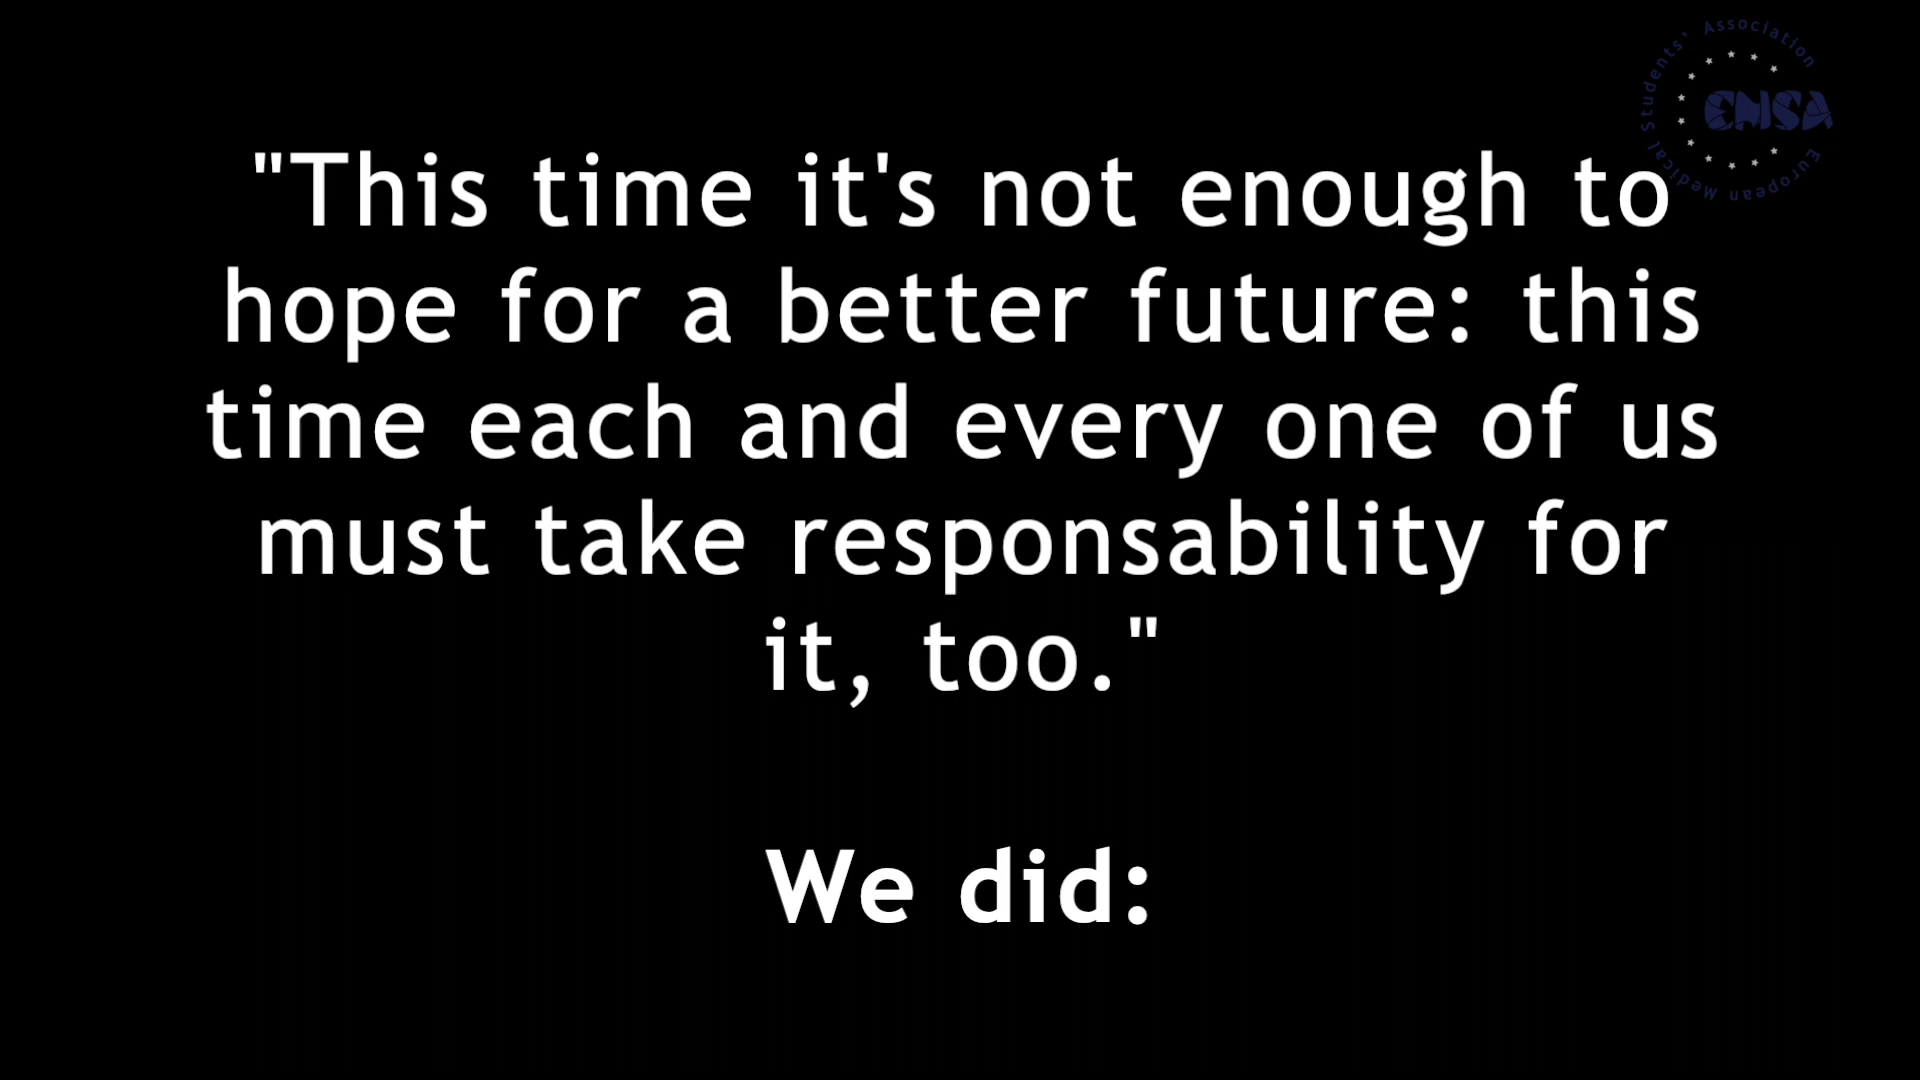 European Medical Students' Association
EMSA
"This time it's not enough to
hope for a better future: this
time each and every one of us
must take responsability for
it, too."
We did: